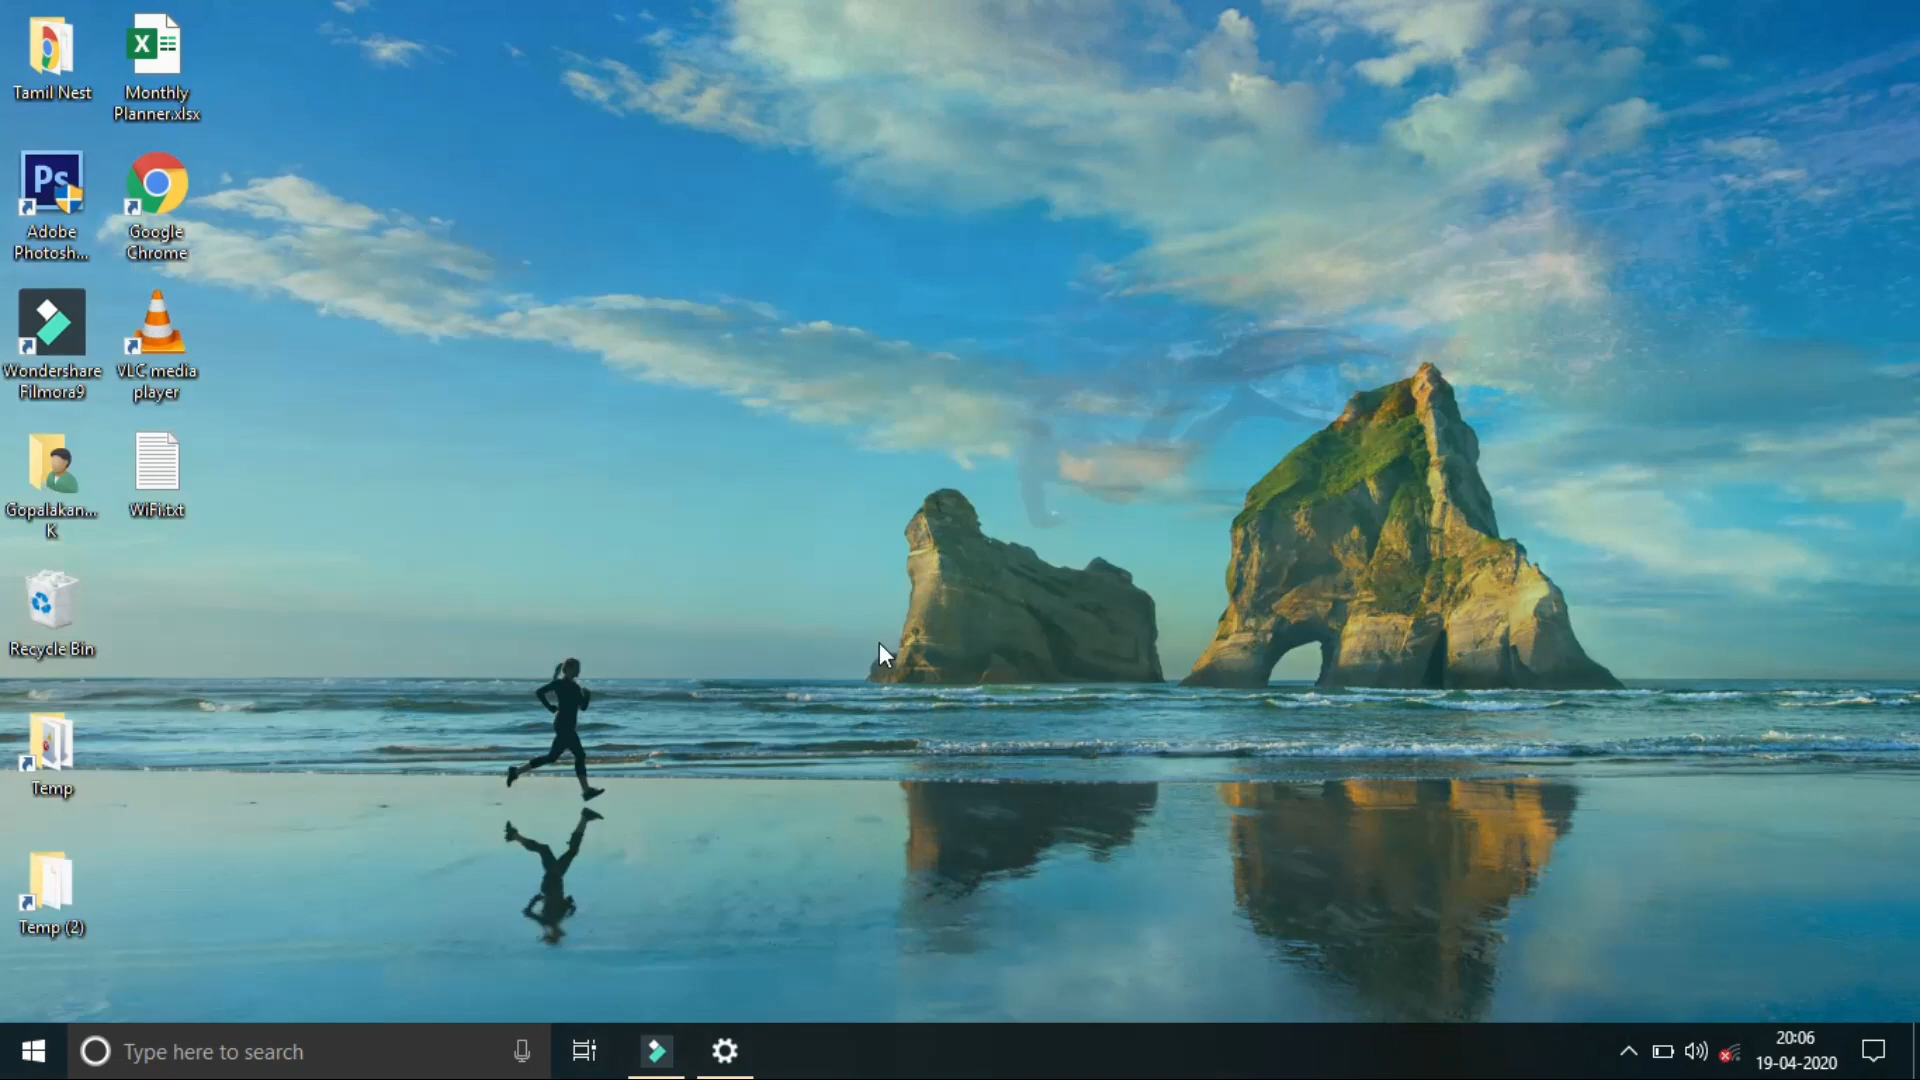 Tamil Nest
Monthly
Planner.xlsx
X
Ps
Adobe
Photosh...
Google
Chrome
Wondershare
Filmora9
VLC media
player
Gopalakan...
K
WiFi.txt
Recycle Bin
Temp
Temp (2)
Type here to search
20:06
19-04-2020